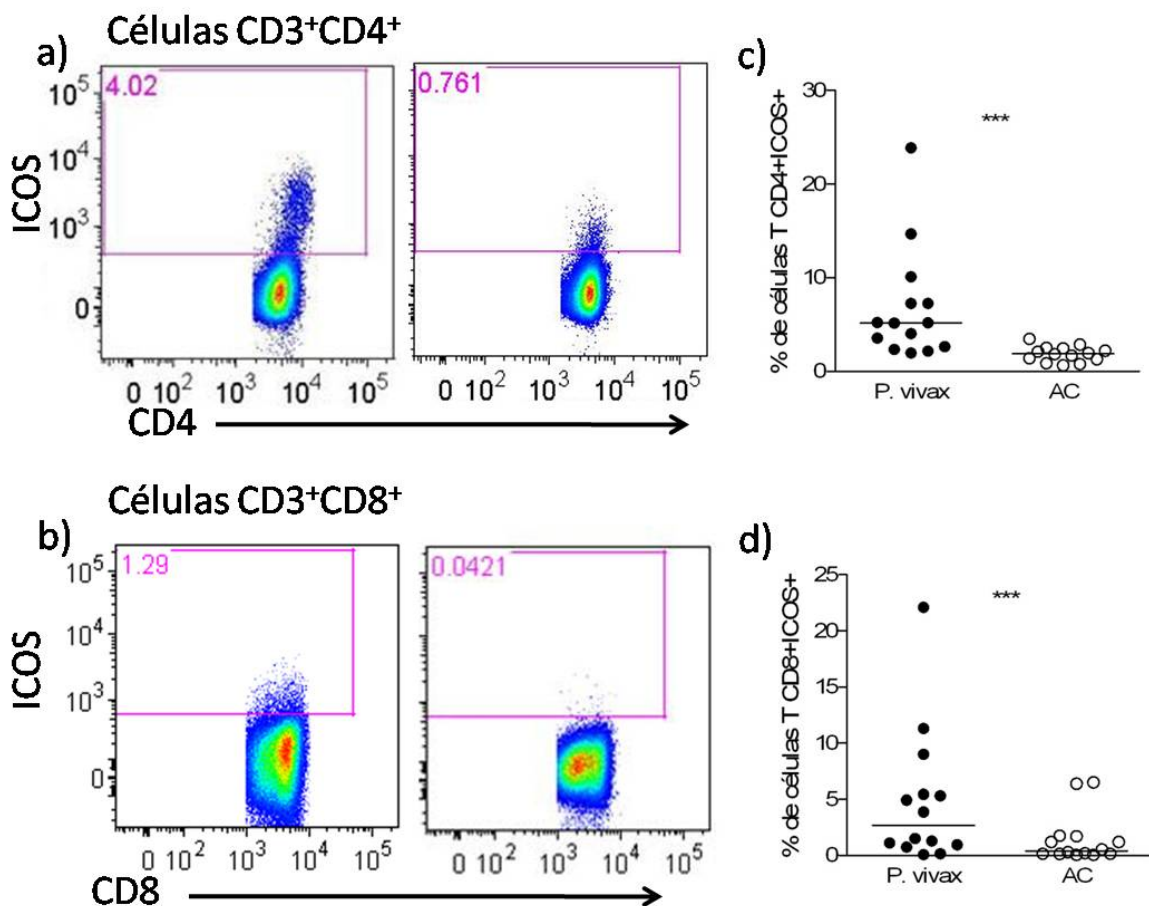 Células CD3⁺CD4⁺
a)
4.02
0.761
10⁵
10⁴
10³
0
ICOS
0 10² 10³ 10⁴ 10⁵
0 10² 10³ 10⁴ 10⁵
CD4
c)
% de células T CD4+ICOS+
30
20
10
0
***
P. vivax
AC
Células CD3⁺CD8⁺
b)
1.29
0.0421
10⁵
10⁴
10³
0
ICOS
0 10² 10³ 10⁴ 10⁵
0 10² 10³ 10⁴ 10⁵
CD8
d)
% de células T CD8+ICOS+
25
20
15
10
5
0
***
P. vivax
AC